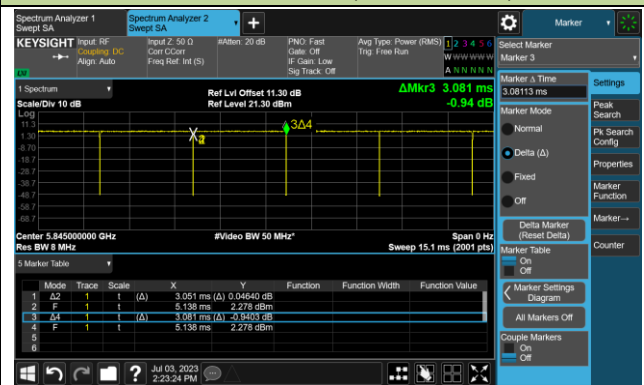 Spectrum Analyzer 1
Swept SA
Spectrum Analyzer 2
Swept SA
+
Marker
KEYSIGHT
Input: RF
Coupling: DC
Align: Auto
Input Z: 50 Ω
Corr CCorr
Freq Ref: Int (S)
#Atten: 20 dB
PNO: Fast
Gate: Off
IF Gain: Low
Sig Track: Off
Avg Type: Power (RMS)
Trig: Free Run
1 2 3 4 5 6
W W W W W W
A N N N N N
Select Marker
Marker 3
LXI
1 Spectrum
Scale/Div 10 dB
Ref Lvl Offset 11.30 dB
Ref Level 21.30 dBm
ΔMkr3 3.081 ms
-0.94 dB
Log
11.3
1.30
-8.70
-18.7
-28.7
-38.7
-48.7
-58.7
-68.7
3Δ4
Center 5.845000000 GHz
Res BW 8 MHz
#Video BW 50 MHz*
Span 0 Hz
Sweep 15.1 ms (2001 pts)
5 Marker Table
Mode Trace Scale X Y Function Function Width Function Value
1 Δ2 1 t (Δ) 3.051 ms (Δ) 0.04640 dB
2 F 1 t 5.138 ms 2.278 dBm
3 Δ4 1 t (Δ) 3.081 ms (Δ) -0.9403 dB
4 F 1 t 5.138 ms 2.278 dBm
5
6
Marker Δ Time
3.08113 ms
Marker Mode
Normal
Delta (Δ)
Fixed
Off
Delta Marker
(Reset Delta)
Marker Table
On
Off
Marker Settings
Diagram
All Markers Off
Couple Markers
On
Off
Settings
Peak
Search
Pk Search
Config
Properties
Marker
Function
Marker→
Counter
?
Jul 03, 2023
2:23:24 PM